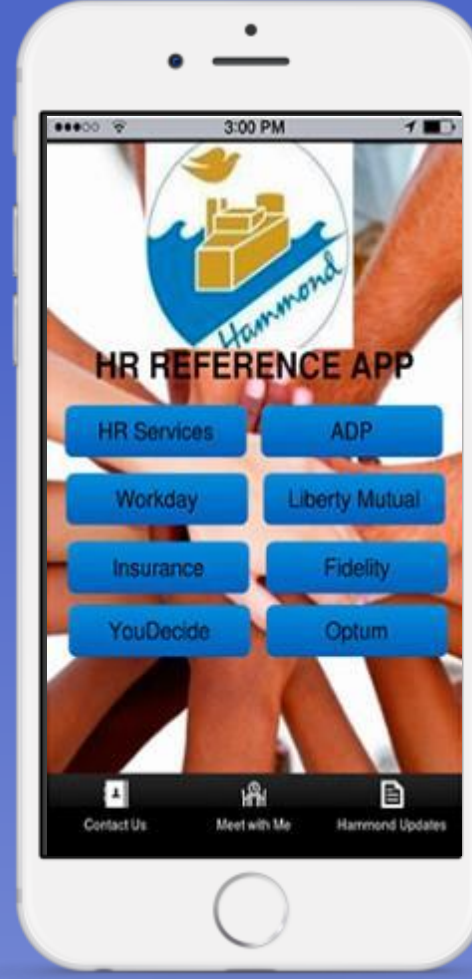 3:00 PM
Hammond
HR REFERENCE APP
HR Services
ADP
Workday
Liberty Mutual
Insurance
Fidelity
YouDecide
Optum
Contact Us
Meet with Me
Hammond Updates